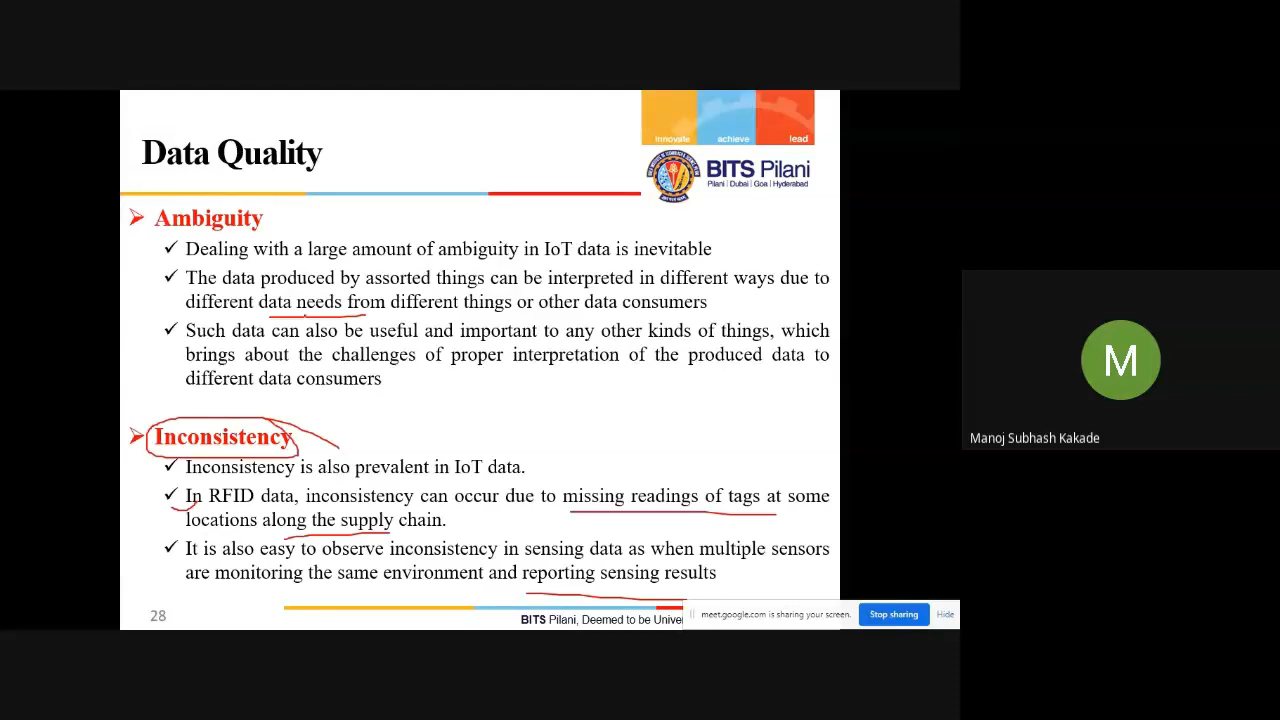 innovate achieve lead
Data Quality
BITS Pilani
Pilani | Dubai | Goa | Hyderabad
Ambiguity
Dealing with a large amount of ambiguity in IoT data is inevitable
The data produced by assorted things can be interpreted in different ways due to
different data needs from different things or other data consumers
Such data can also be useful and important to any other kinds of things, which
brings about the challenges of proper interpretation of the produced data to
different data consumers
Inconsistency
Inconsistency is also prevalent in IoT data.
In RFID data, inconsistency can occur due to missing readings of tags at some
locations along the supply chain.
It is also easy to observe inconsistency in sensing data as when multiple sensors
are monitoring the same environment and reporting sensing results
28
BITS Pilani, Deemed to be Univer
meet.google.com is sharing your screen. Stop sharing Hide
M
Manoj Subhash Kakade